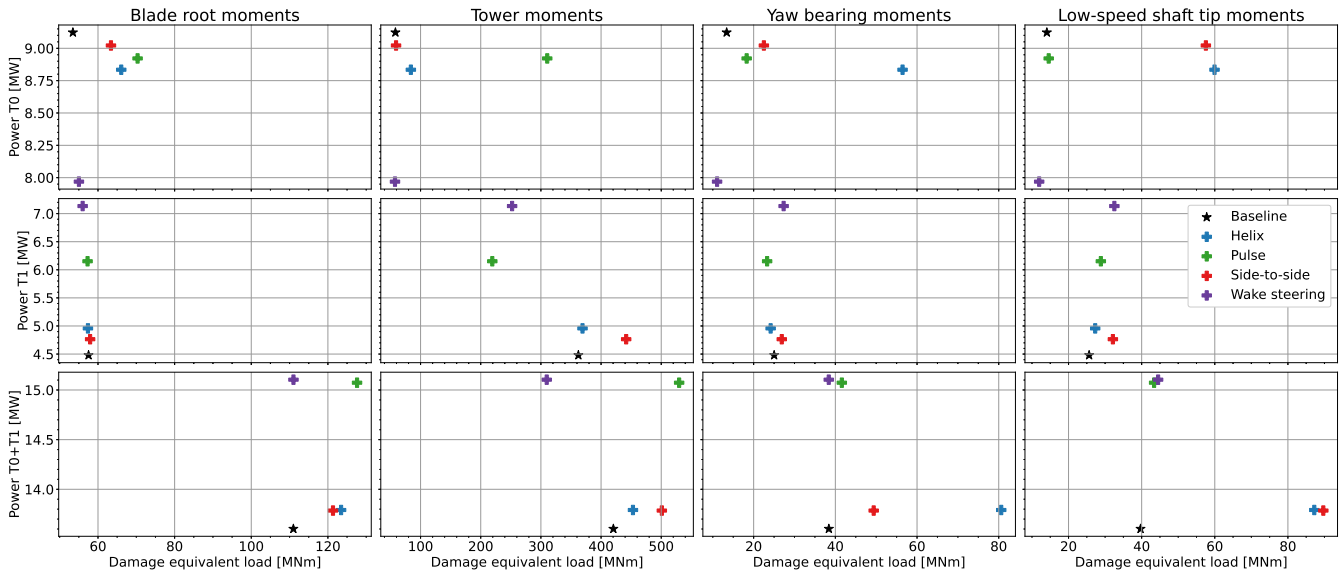 Blade root moments
Tower moments
Yaw bearing moments
Low-speed shaft tip moments
Power T0 [MW]
9.00
8.75
8.50
8.25
8.00
Power T1 [MW]
7.0
6.5
6.0
5.5
5.0
4.5
Baseline
Helix
Pulse
Side-to-side
Wake steering
Power T0+T1 [MW]
15.0
14.5
14.0
60 80 100 120
100 200 300 400 500
20 40 60 80
20 40 60 80
Damage equivalent load [MNm]
Damage equivalent load [MNm]
Damage equivalent load [MNm]
Damage equivalent load [MNm]